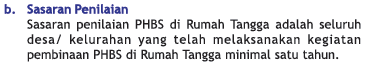 b. Sasaran Penilaian
Sasaran penilaian PHBS di Rumah Tangga adalah seluruh
desa/ kelurahan yang telah melaksanakan kegiatan
pembinaan PHBS di Rumah Tangga minimal satu tahun.